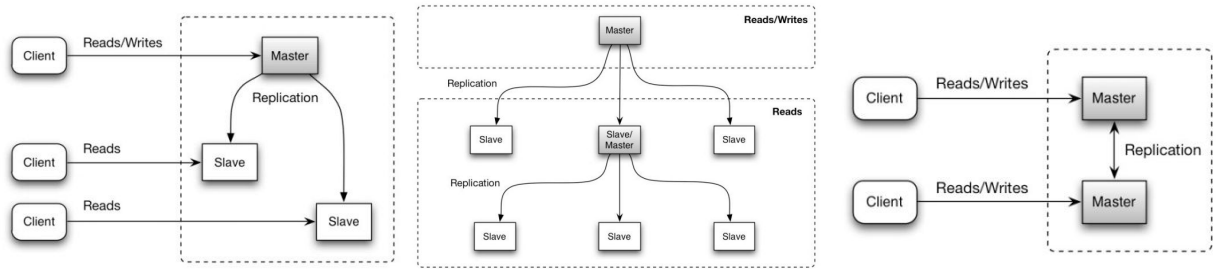 Client
Reads/Writes
Master
Replication
Client
Reads
Slave
Client
Reads
Slave
Reads/Writes
Master
Replication
Reads
Slave
Slave/
Master
Slave
Replication
Slave
Slave
Slave
Client
Reads/Writes
Master
Replication
Client
Reads/Writes
Master